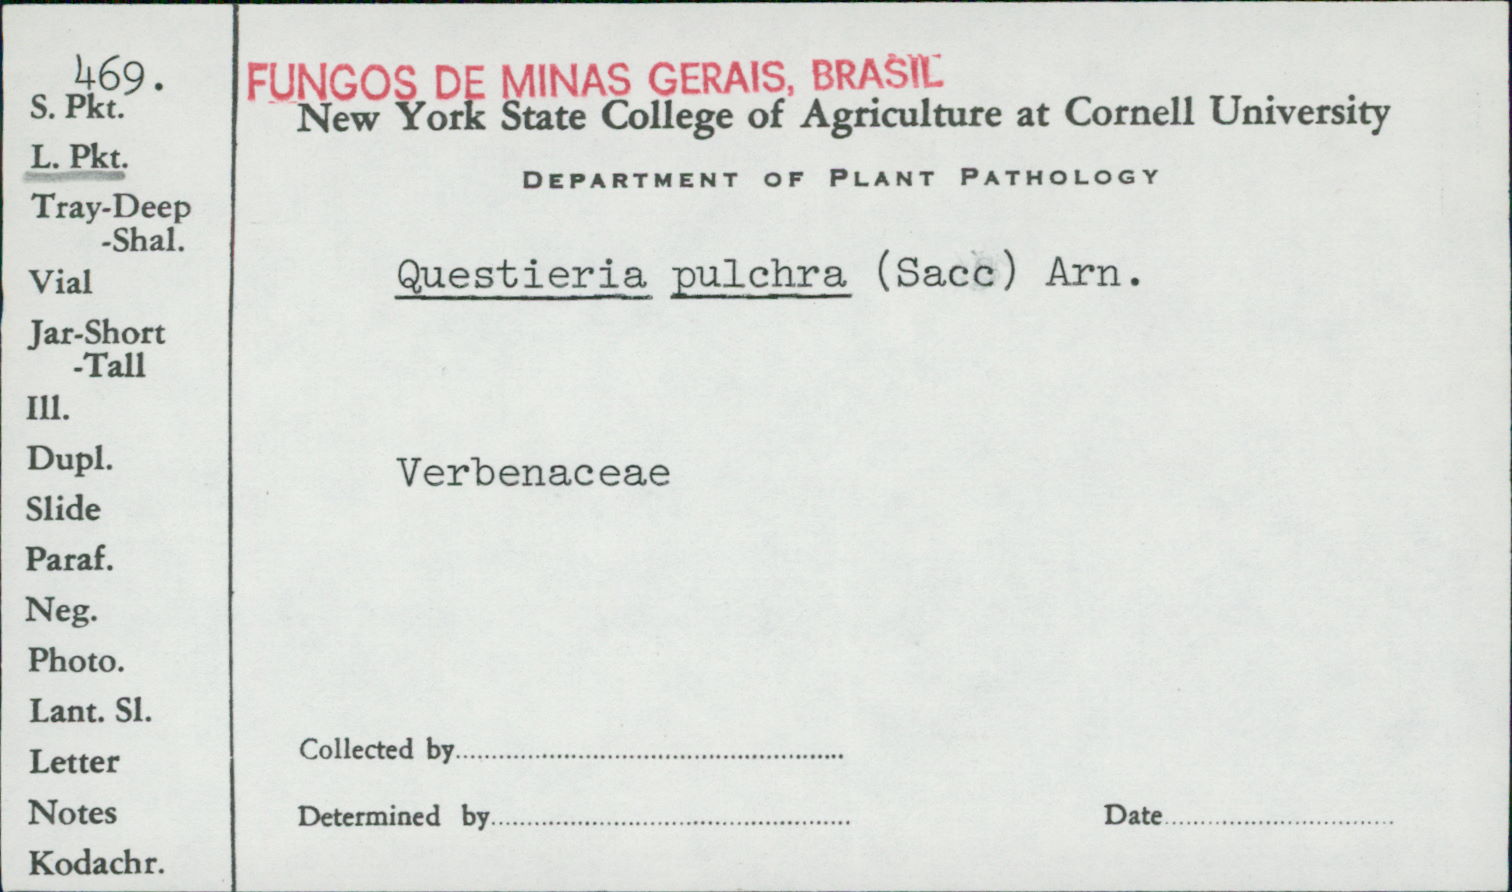 469.
S. Pkt.
L. Pkt.
Tray-Deep
-Shal.
Vial
Jar-Short
-Tall
Ill.
Dupl.
Slide
Paraf.
Neg.
Photo.
Lant. Sl.
Letter
Notes
Kodachr.
FUNGOS DE MINAS GERAIS, BRASIL
New York State College of Agriculture at Cornell University
DEPARTMENT OF PLANT PATHOLOGY
Questieria pulchra (Sacc) Arn.
Verbenaceae
Collected by
Determined by Date